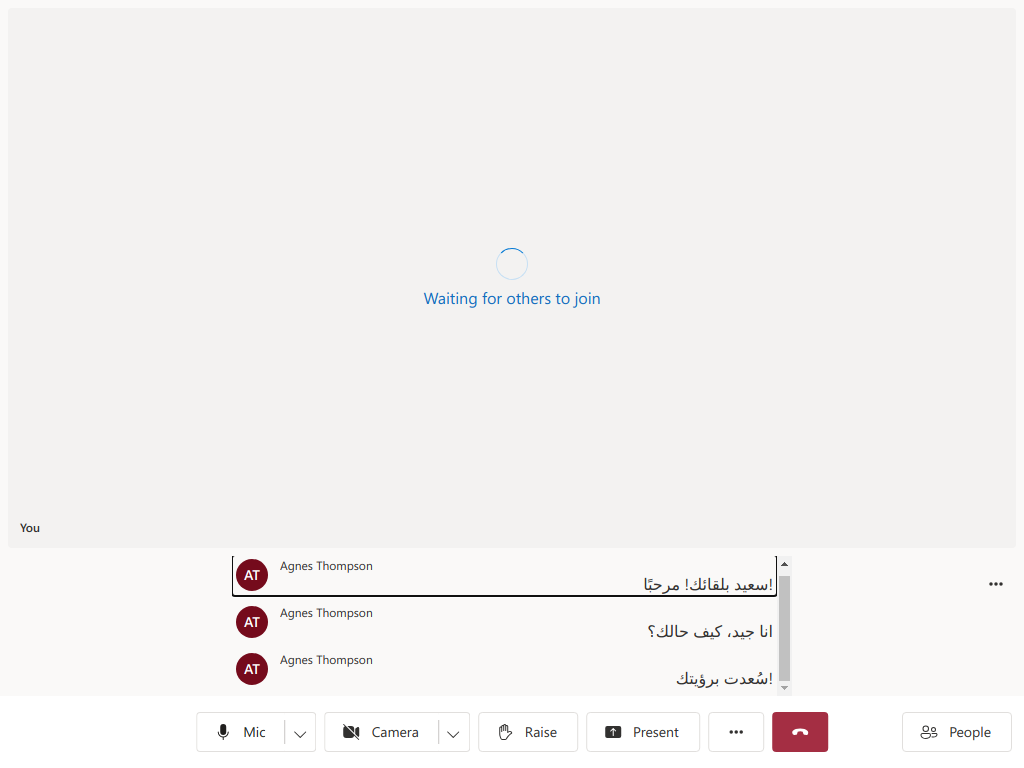 Waiting for others to join
You
AT
Agnes Thompson
!سعيد بلقائك! مرحبًا
AT
Agnes Thompson
انا جيد، كيف حالك؟
AT
Agnes Thompson
!سُعدت برؤيتك
Mic
Camera
Raise
Present
People